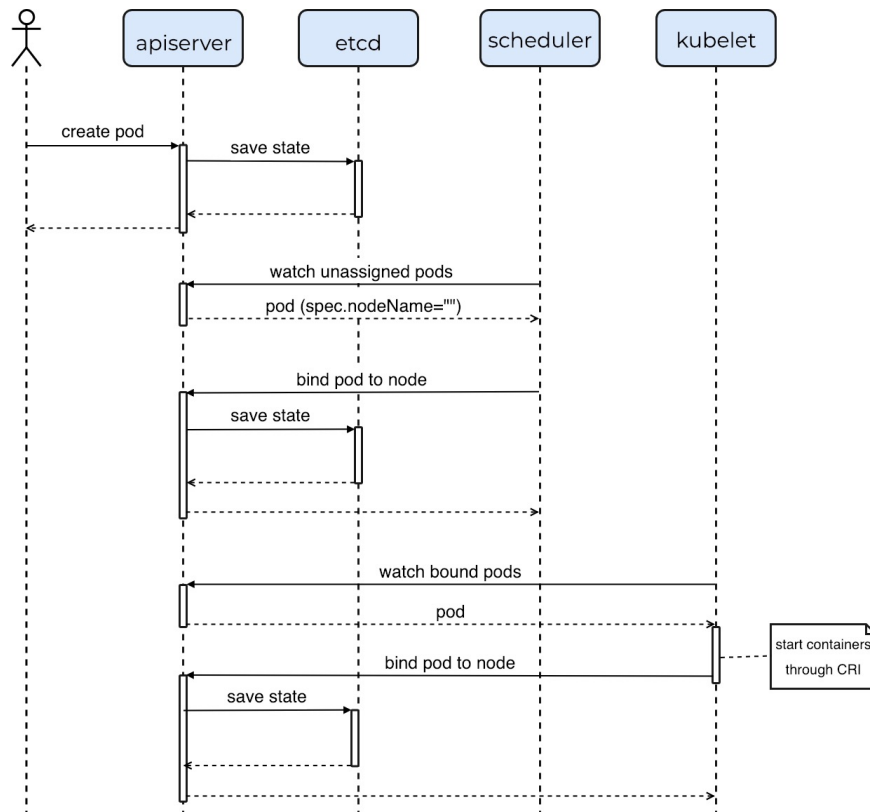 apiserver
etcd
scheduler
kubelet
create pod
save state
watch unassigned pods
pod (spec.nodeName="")
bind pod to node
save state
watch bound pods
pod
start containers
through CRI
bind pod to node
save state